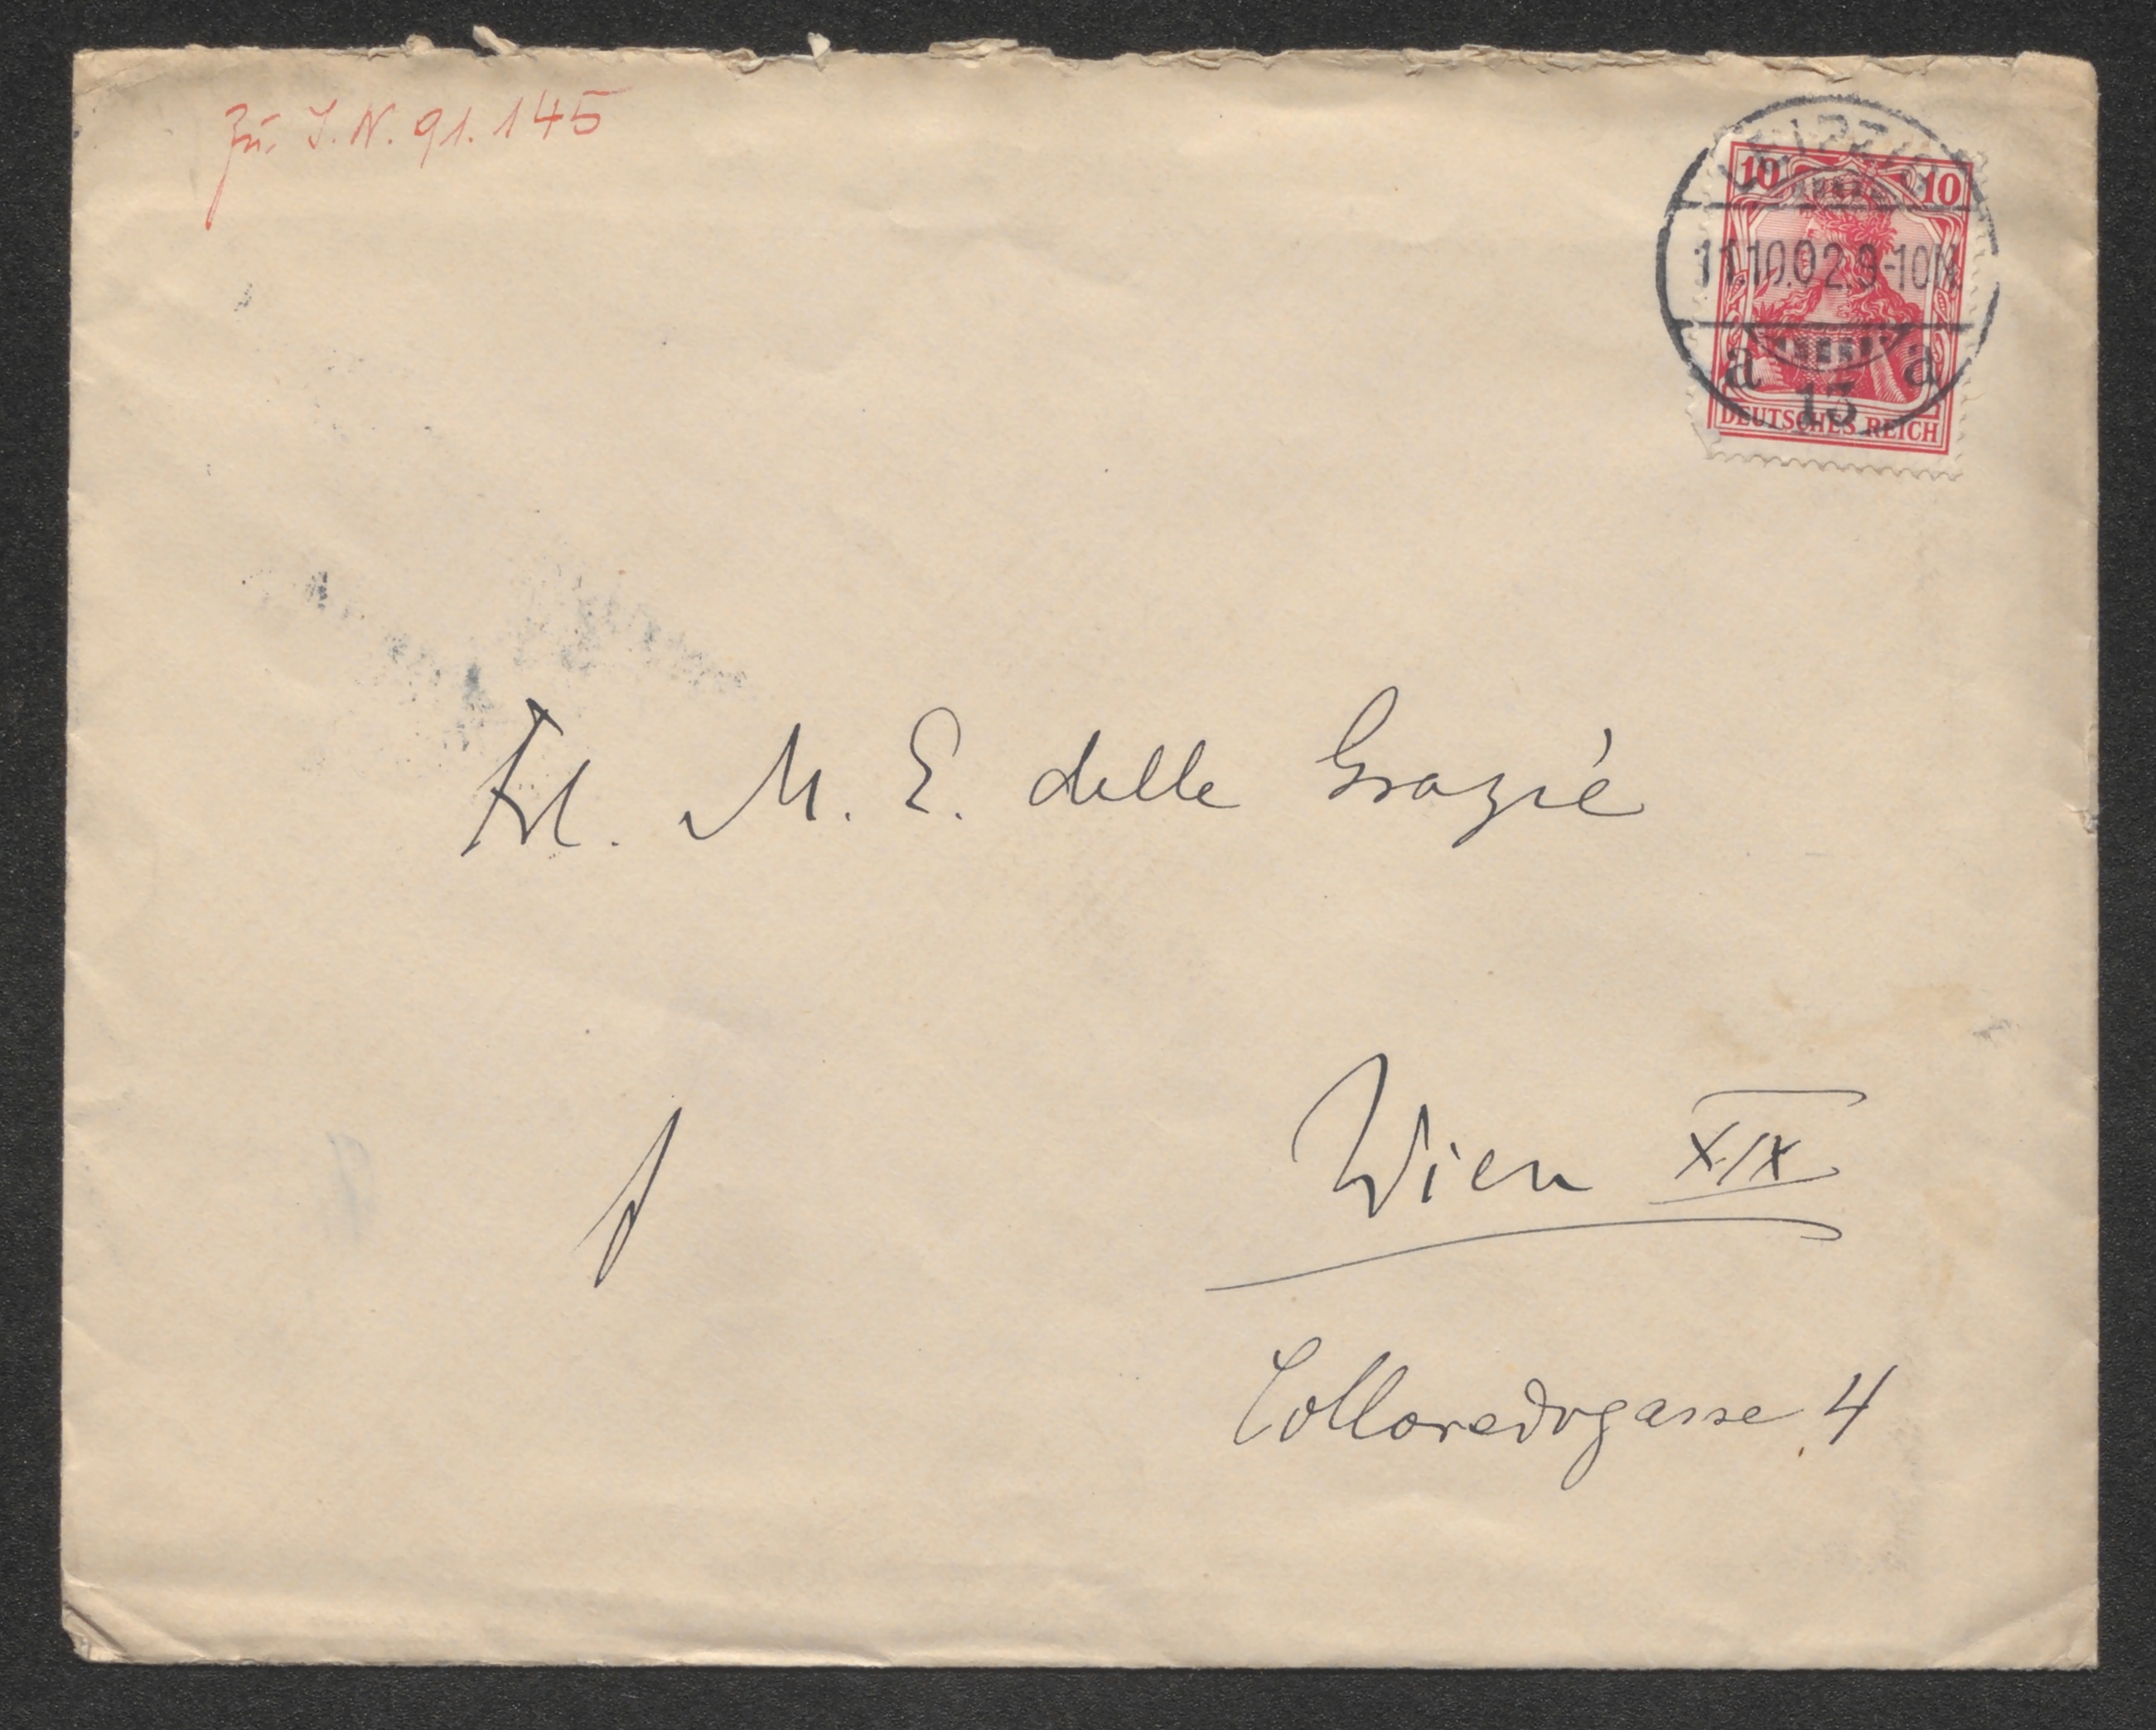 Zu I.N. 91.145
LEIPZIG
10 10
11.10.02.9-10N.
a a
13
DEUTSCHES REICH
Frl. M. E. delle Grazie
Wien XIX
Colloredogasse 4